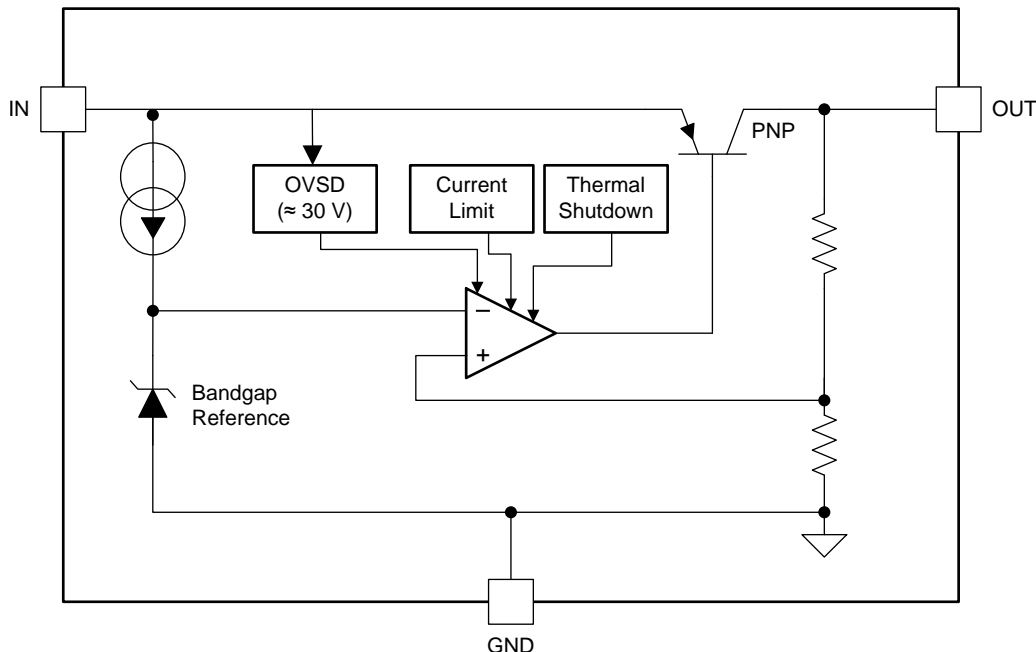 IN
OUT
PNP
OVSD
(≈ 30 V)
Current
Limit
Thermal
Shutdown
−
+
Bandgap
Reference
GND